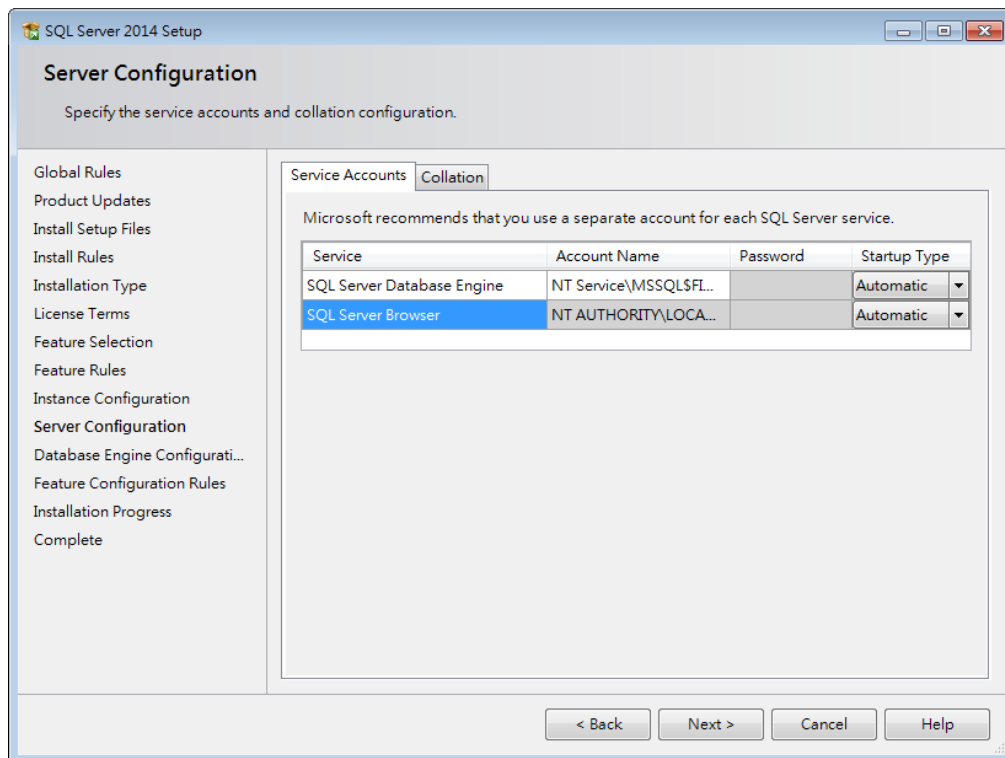 SQL Server 2014 Setup
Server Configuration
Specify the service accounts and collation configuration.
Global Rules
Product Updates
Install Setup Files
Install Rules
Installation Type
License Terms
Feature Selection
Feature Rules
Instance Configuration
Server Configuration
Database Engine Configurati...
Feature Configuration Rules
Installation Progress
Complete
Service Accounts Collation
Microsoft recommends that you use a separate account for each SQL Server service.
Service Account Name Password Startup Type
SQL Server Database Engine NT Service\MSSQL$FI... Automatic
SQL Server Browser NT AUTHORITY\LOCA... Automatic
< Back Next > Cancel Help